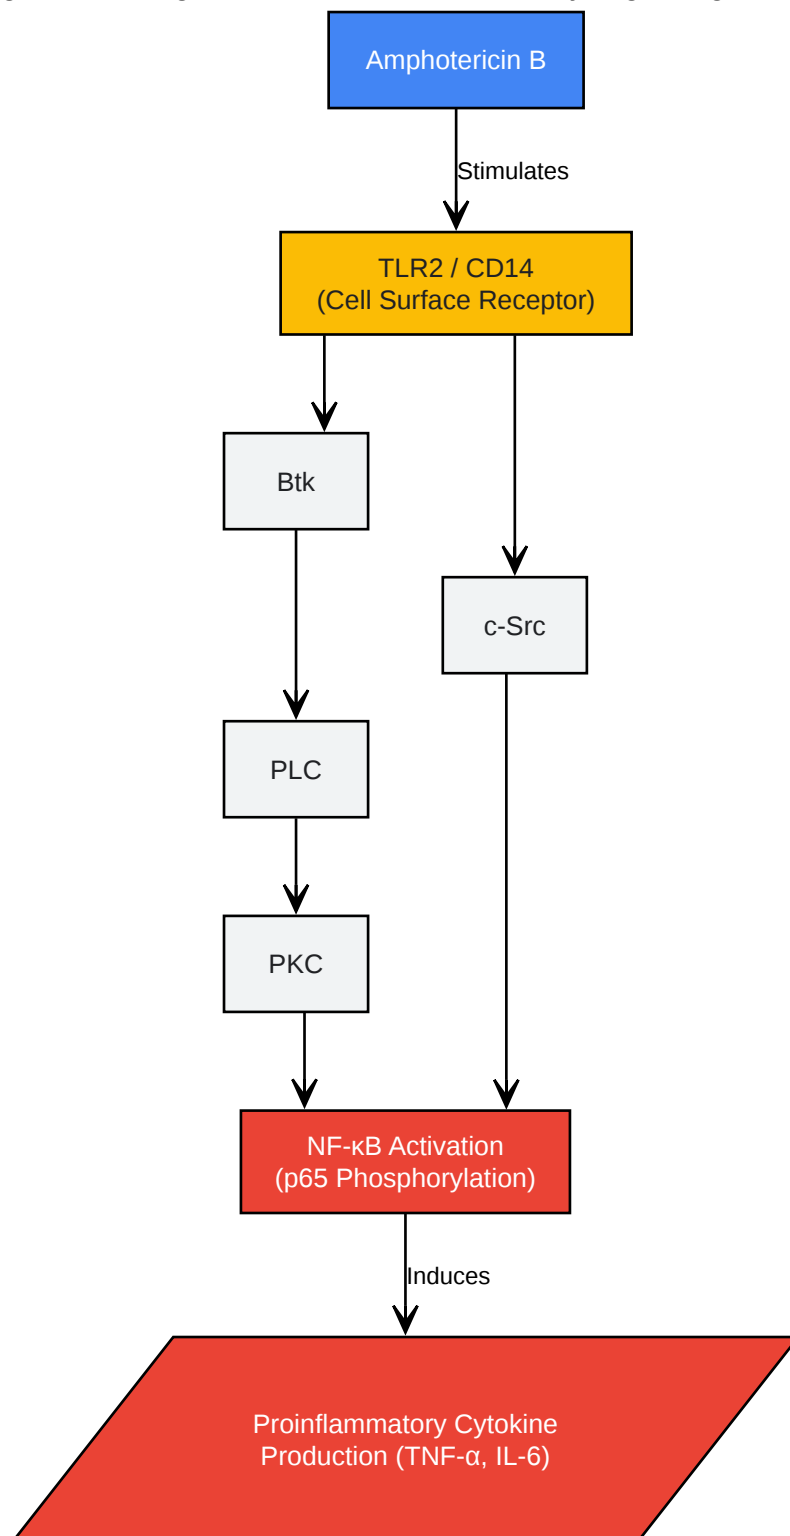 Amphotericin B
Stimulates
TLR2 / CD14
(Cell Surface Receptor)
Btk
c-Src
PLC
PKC
NF-κB Activation
(p65 Phosphorylation)
Induces
Proinflammatory Cytokine
Production (TNF-α, IL-6)